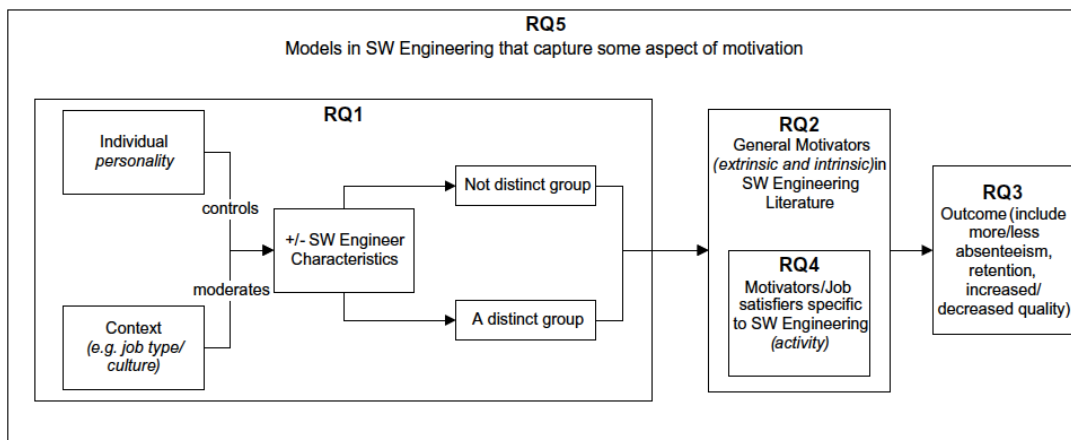 RQ5
Models in SW Engineering that capture some aspect of motivation
RQ1
Individual
personality
controls
+/- SW Engineer
Characteristics
moderates
Context
(e.g. job type/
culture)
Not distinct group
A distinct group
RQ2
General Motivators
(extrinsic and intrinsic)in
SW Engineering
Literature
RQ4
Motivators/Job
satisfiers specific
to SW Engineering
(activity)
RQ3
Outcome (include
more/less
absenteeism,
retention,
increased/
decreased quality)